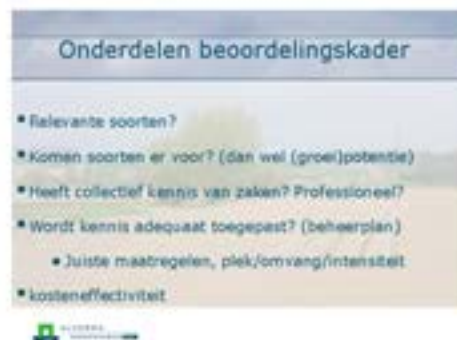 Onderdelen beoordelingskader
Relevante soorten?
Komen soorten er voor? (dan wel (groei)potentie)
Heeft collectief kennis van zaken? Professioneel?
Wordt kennis adequaat toegepast? (beheerplan)
Juiste maatregelen, plek/omvang/intensiteit
kosteneffectiviteit